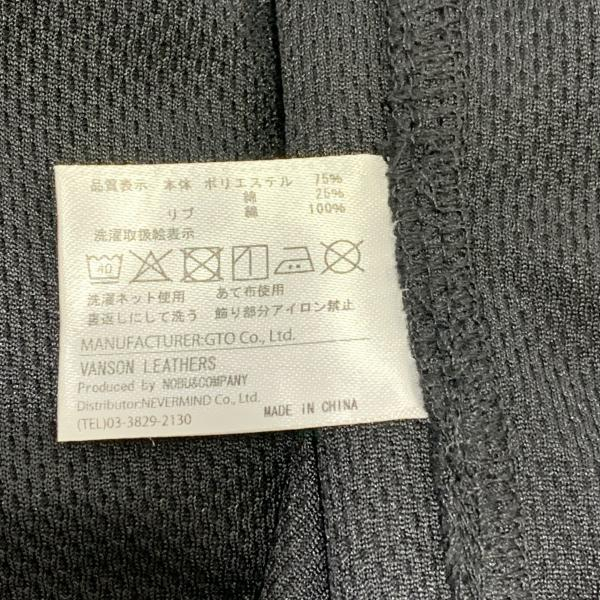 品質表示 本体 ポリエステル 75%
綿 25%
リブ 綿 100%
洗濯取扱絵表示
40
洗濯ネット使用 あて布使用
裏返しにして洗う 飾り部分アイロン禁止
MANUFACTURER:GTO Co., Ltd.
VANSON LEATHERS
Produced by NOBU&COMPANY
Distributor:NEVERMIND Co., Ltd.
(TEL)03-3829-2130
MADE IN CHINA